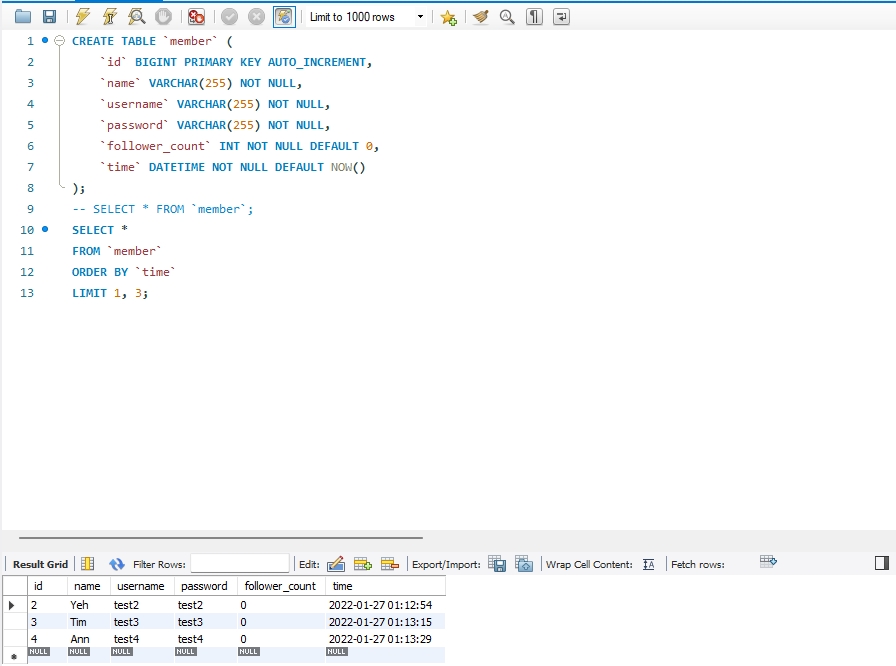 Limit to 1000 rows
1 CREATE TABLE `member` (
2 `id` BIGINT PRIMARY KEY AUTO_INCREMENT,
3 `name` VARCHAR(255) NOT NULL,
4 `username` VARCHAR(255) NOT NULL,
5 `password` VARCHAR(255) NOT NULL,
6 `follower_count` INT NOT NULL DEFAULT 0,
7 `time` DATETIME NOT NULL DEFAULT NOW()
8 );
9 -- SELECT * FROM `member`;
10 SELECT *
11 FROM `member`
12 ORDER BY `time`
13 LIMIT 1, 3;
Result Grid Filter Rows: Edit: Export/Import: Wrap Cell Content: Fetch rows:
id name username password follower_count time
2 Yeh test2 test2 0 2022-01-27 01:12:54
3 Tim test3 test3 0 2022-01-27 01:13:15
4 Ann test4 test4 0 2022-01-27 01:13:29
NULL NULL NULL NULL NULL NULL